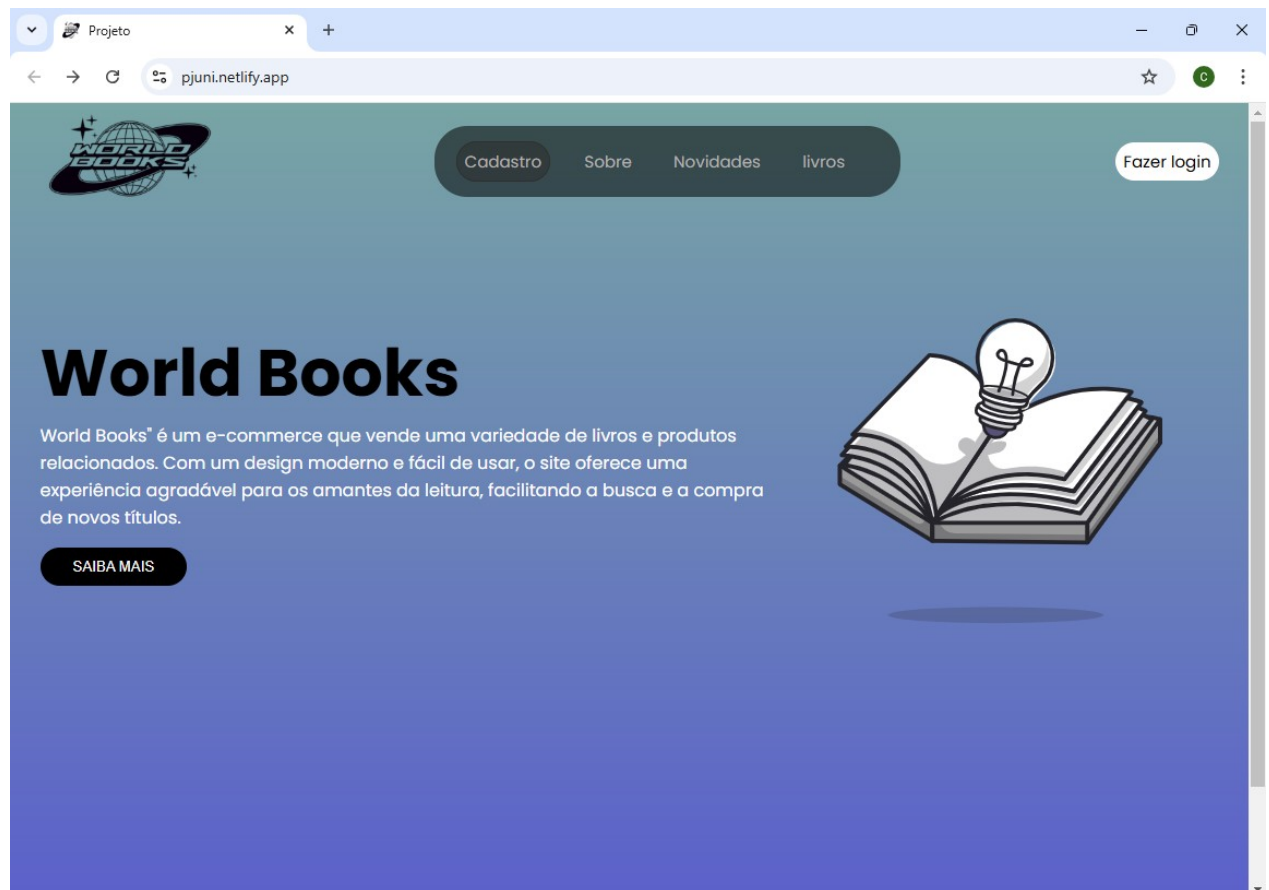 Projeto
pjuni.netlify.app
C
WORLD
BOOKS
Cadastro
Sobre
Novidades
livros
Fazer login
World Books
World Books" é um e-commerce que vende uma variedade de livros e produtos
relacionados. Com um design moderno e fácil de usar, o site oferece uma
experiência agradável para os amantes da leitura, facilitando a busca e a compra
de novos títulos.
SAIBA MAIS